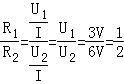 R₁/R₂ = (U₁/I)/(U₂/I) = U₁/U₂ = 3V/6V = 1/2